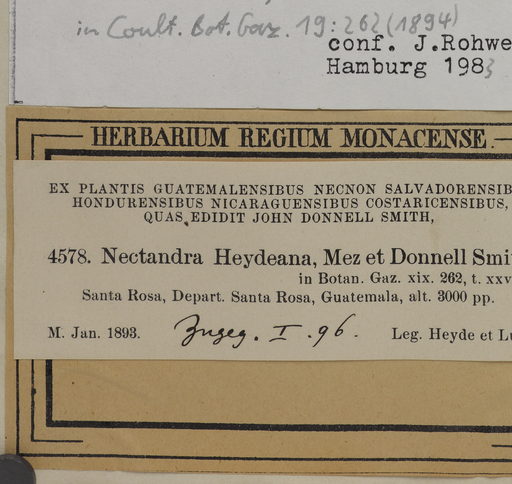 in Coult. Bot. Gaz. 19: 262 (1894)
conf. J.Rohwe
Hamburg 1983
HERBARIUM REGIUM MONACENSE.
EX PLANTIS GUATEMALENSIBUS NECNON SALVADORENSIB
HONDURENSIBUS NICARAGUENSIBUS COSTARICENSIBUS,
QUAS EDIDIT JOHN DONNELL SMITH,
4578. Nectandra Heydeana, Mez et Donnell Smi
in Botan. Gaz. xix. 262, t. xxv
Santa Rosa, Depart. Santa Rosa, Guatemala, alt. 3000 pp.
M. Jan. 1893. Zugeg. I. 96. Leg. Heyde et Lu